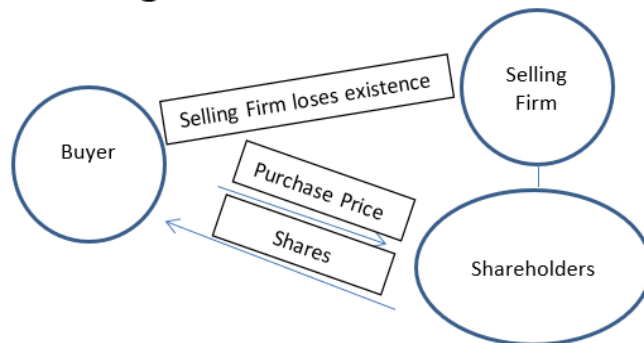 Selling Firm loses existence
Selling
Firm
Buyer
Purchase Price
Shares
Shareholders